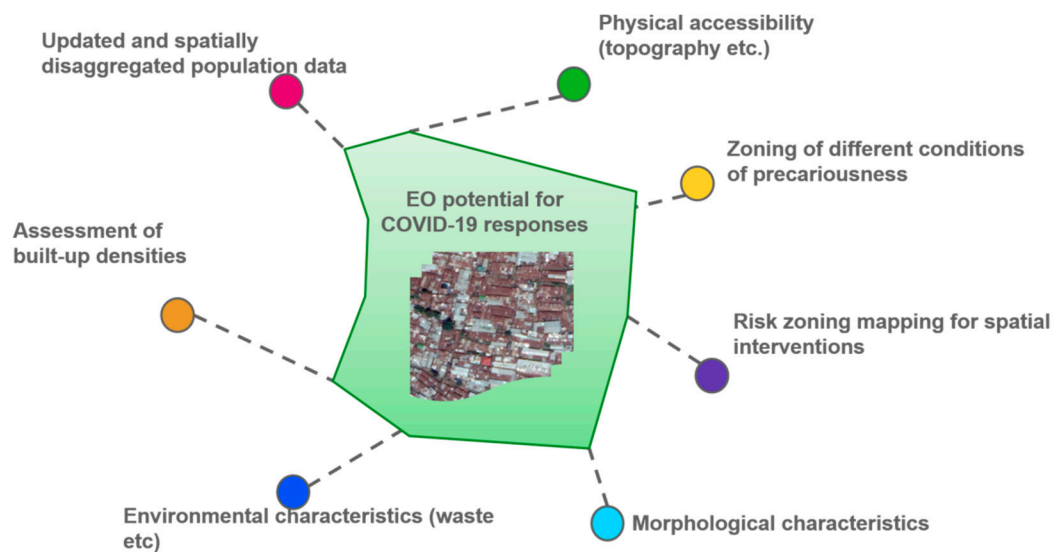 Updated and spatially
disaggregated population data
Physical accessibility
(topography etc.)
Zoning of different conditions
of precariousness
EO potential for
COVID-19 responses
Assessment of
built-up densities
Risk zoning mapping for spatial
interventions
Environmental characteristics (waste
etc)
Morphological characteristics